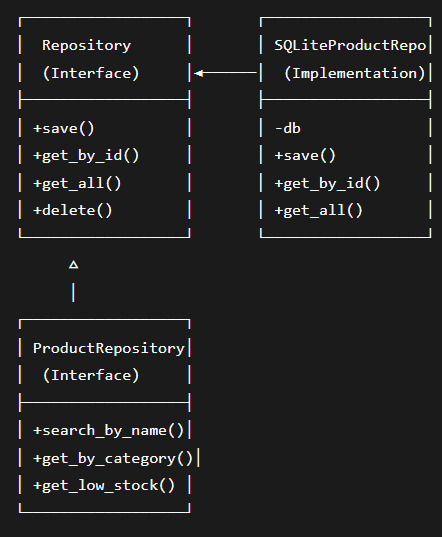 Repository
(Interface)
+save()
+get_by_id()
+get_all()
+delete()
SQLiteProductRepo
(Implementation)
-db
+save()
+get_by_id()
+get_all()
ProductRepository
(Interface)
+search_by_name()
+get_by_category()
+get_low_stock()